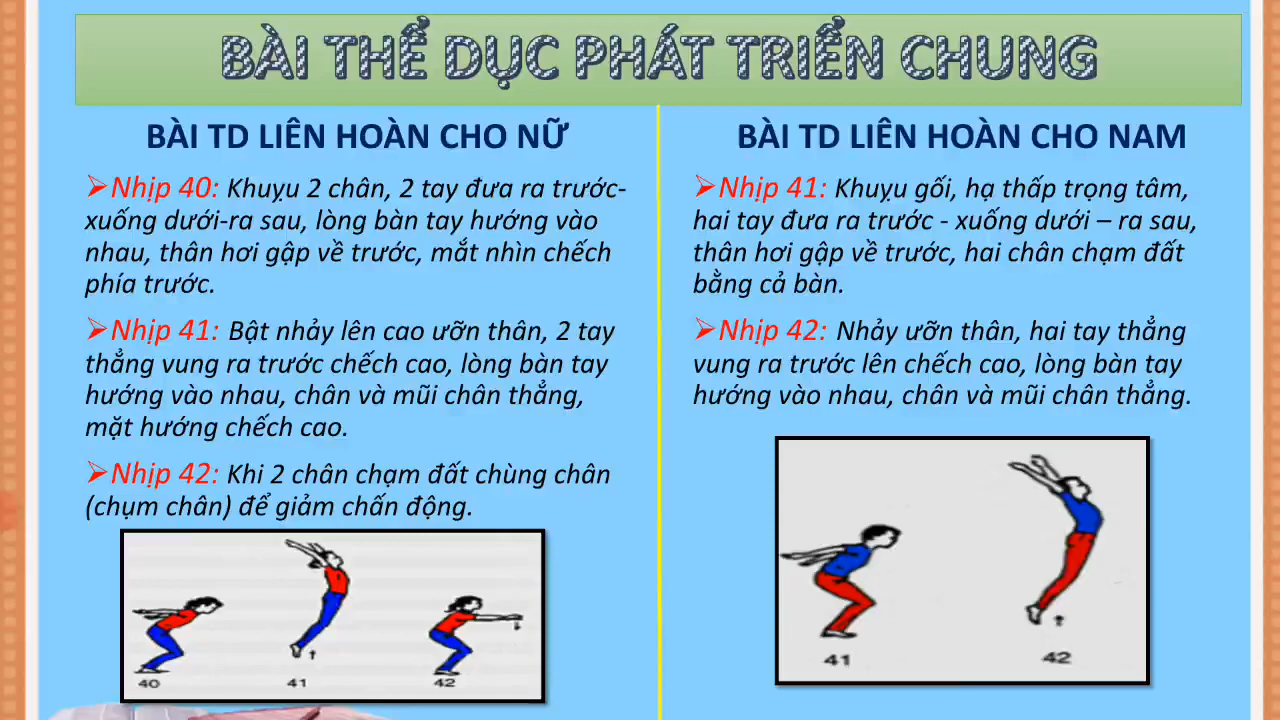 BÀI THỂ DỤC PHÁT TRIỂN CHUNG
BÀI TD LIÊN HOÀN CHO NỮ
Nhịp 40: Khuỵu 2 chân, 2 tay đưa ra trước-
xuống dưới-ra sau, lòng bàn tay hướng vào
nhau, thân hơi gập về trước, mắt nhìn chếch
phía trước.
Nhịp 41: Bật nhảy lên cao ưỡn thân, 2 tay
thẳng vung ra trước chếch cao, lòng bàn tay
hướng vào nhau, chân và mũi chân thẳng,
mặt hướng chếch cao.
Nhịp 42: Khi 2 chân chạm đất chùng chân
(chụm chân) để giảm chấn động.
40 41 42
BÀI TD LIÊN HOÀN CHO NAM
Nhịp 41: Khuỵu gối, hạ thấp trọng tâm,
hai tay đưa ra trước - xuống dưới – ra sau,
thân hơi gập về trước, hai chân chạm đất
bằng cả bàn.
Nhịp 42: Nhảy ưỡn thân, hai tay thẳng
vung ra trước lên chếch cao, lòng bàn tay
hướng vào nhau, chân và mũi chân thẳng.
41 42